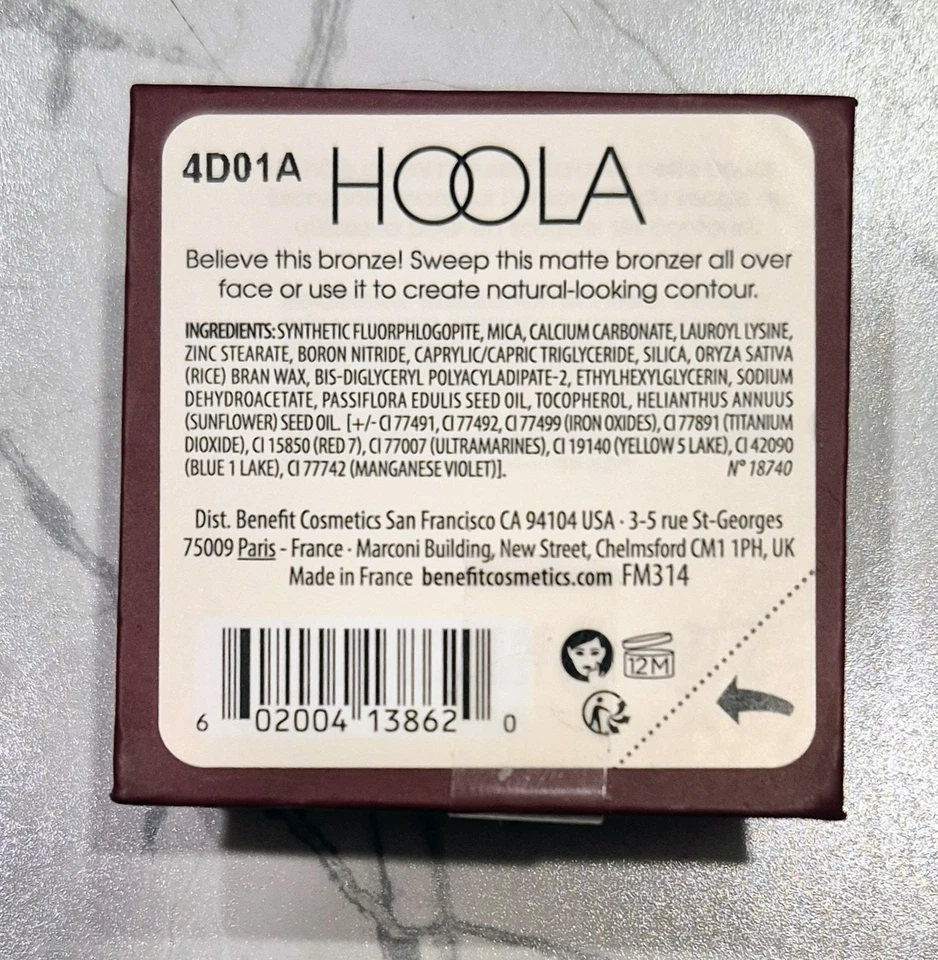 4D01A HOOLA
Believe this bronze! Sweep this matte bronzer all over
face or use it to create natural-looking contour.
INGREDIENTS: SYNTHETIC FLUORPHLOGOPITE, MICA, CALCIUM CARBONATE, LAUROYL LYSINE,
ZINC STEARATE, BORON NITRIDE, CAPRYLIC/CAPRIC TRIGLYCERIDE, SILICA, ORYZA SATIVA
(RICE) BRAN WAX, BIS-DIGLYCERYL POLYACYLADIPATE-2, ETHYLHEXYLGLYCERIN, SODIUM
DEHYDROACETATE, PASSIFLORA EDULIS SEED OIL, TOCOPHEROL, HELIANTHUS ANNUUS
(SUNFLOWER) SEED OIL. [+/- CI 77491, CI 77492, CI 77499 (IRON OXIDES), CI 77891 (TITANIUM
DIOXIDE), CI 15850 (RED 7), CI 77007 (ULTRAMARINES), CI 19140 (YELLOW 5 LAKE), CI 42090
(BLUE 1 LAKE), CI 77742 (MANGANESE VIOLET)]. N° 18740
Dist. Benefit Cosmetics San Francisco CA 94104 USA · 3-5 rue St-Georges
75009 Paris - France · Marconi Building, New Street, Chelmsford CM1 1PH, UK
Made in France benefitcosmetics.com FM314
12M
6 02004 13862 0